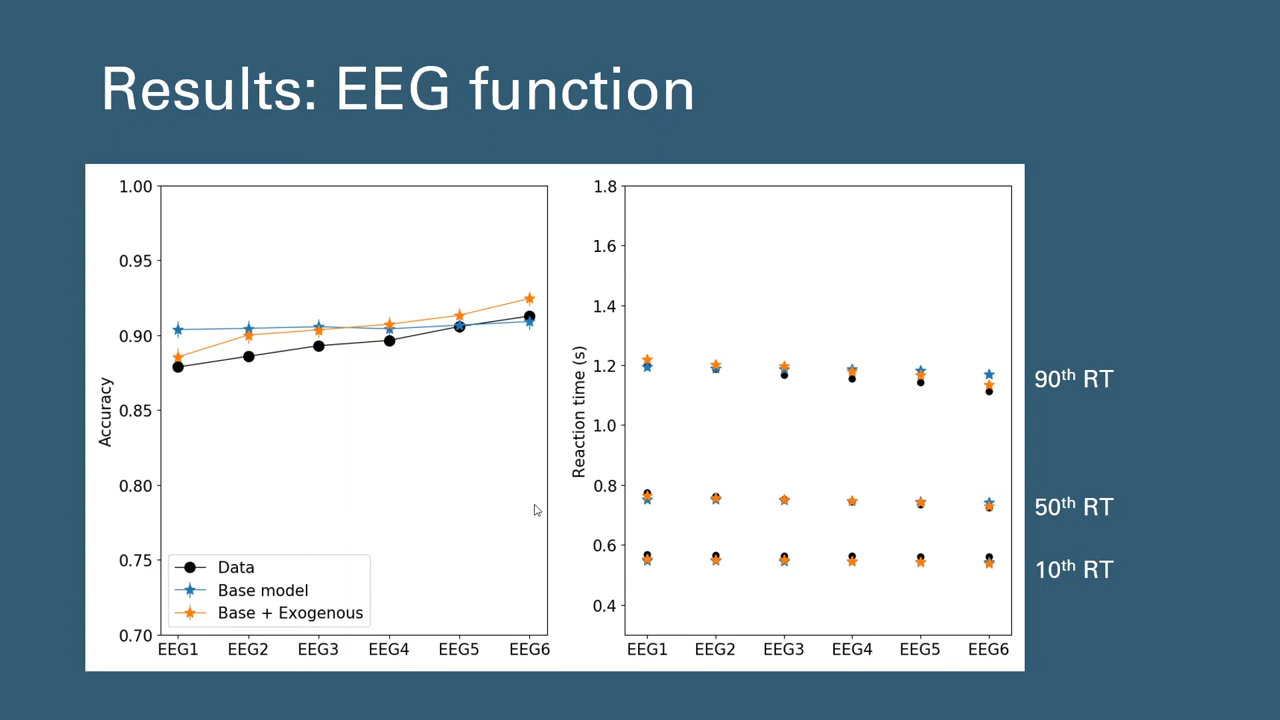 Results: EEG function
1.00
0.95
0.90
0.85
0.80
0.75
0.70
Accuracy
Data
Base model
Base + Exogenous
EEG1 EEG2 EEG3 EEG4 EEG5 EEG6
1.8
1.6
1.4
1.2
1.0
0.8
0.6
0.4
Reaction time (s)
EEG1 EEG2 EEG3 EEG4 EEG5 EEG6
90th RT
50th RT
10th RT